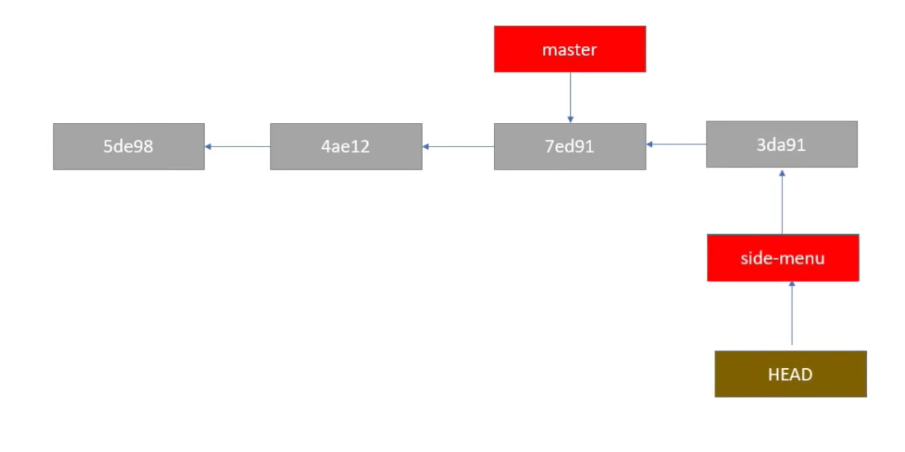 master
5de98
4ae12
7ed91
3da91
side-menu
HEAD